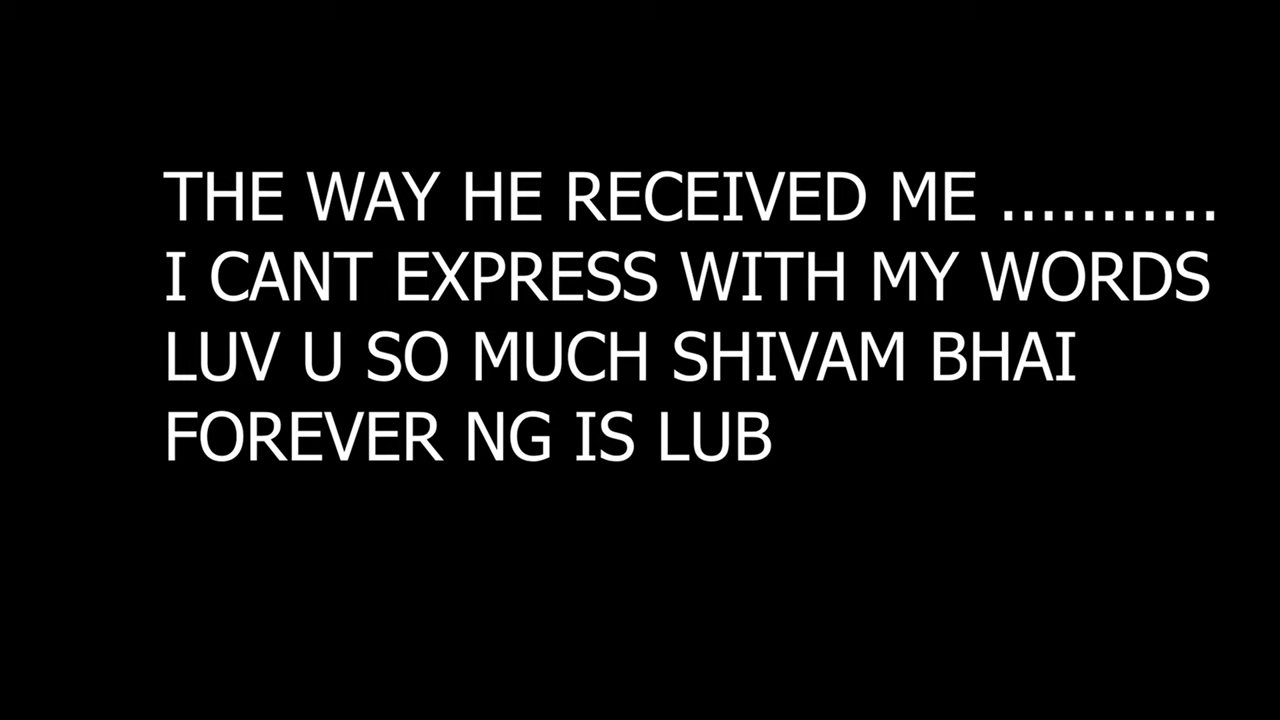 THE WAY HE RECEIVED ME ...........
I CANT EXPRESS WITH MY WORDS
LUV U SO MUCH SHIVAM BHAI
FOREVER NG IS LUB